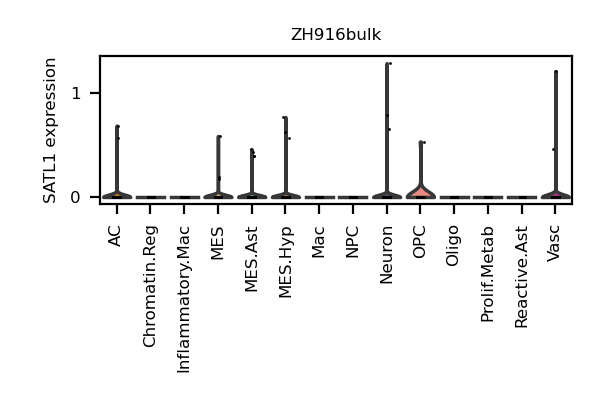 ZH916bulk
SATL1 expression
1
0
AC
Chromatin.Reg
Inflammatory.Mac
MES
MES.Ast
MES.Hyp
Mac
NPC
Neuron
OPC
Oligo
Prolif.Metab
Reactive.Ast
Vasc